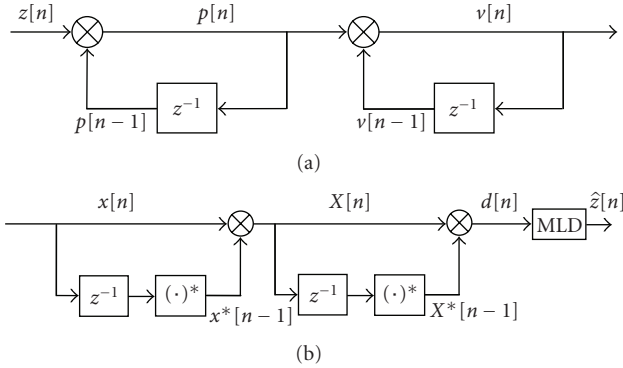 z[n] p[n] v[n]
z⁻¹ z⁻¹
p[n − 1] v[n − 1]
(a)
x[n] X[n] d[n] ẑ[n]
MLD
z⁻¹ (·)* z⁻¹ (·)*
x*[n − 1] X*[n − 1]
(b)